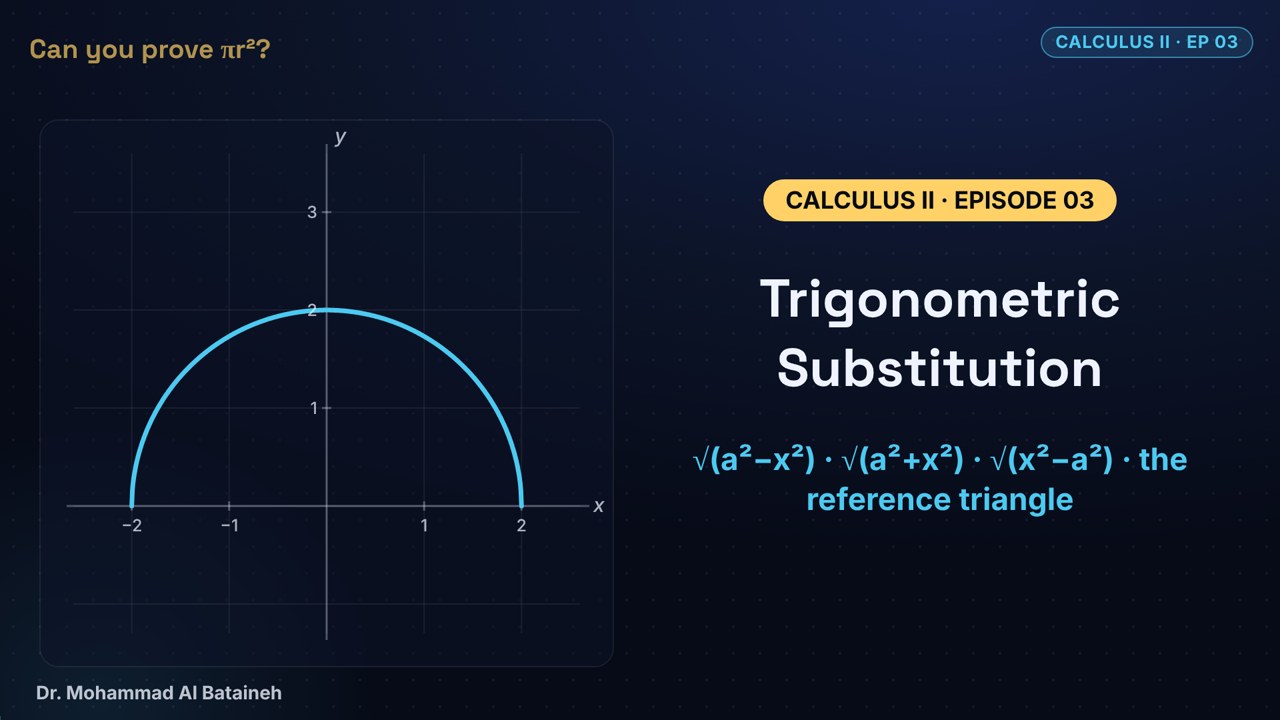 Can you prove πr²?
CALCULUS II · EP 03
y
3
2
1
x
−2
−1
1
2
CALCULUS II · EPISODE 03
Trigonometric
Substitution
√(a²−x²) · √(a²+x²) · √(x²−a²) · the
reference triangle
Dr. Mohammad Al Bataineh